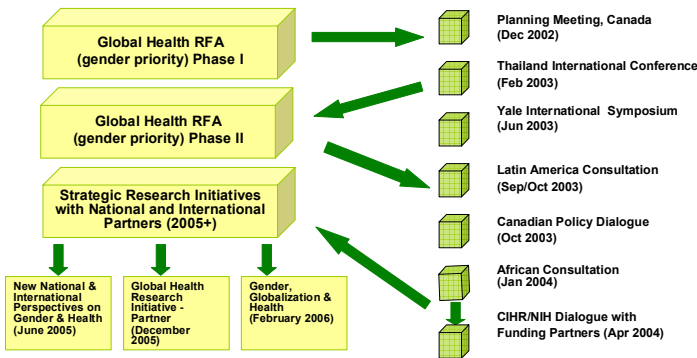 Global Health RFA
(gender priority) Phase I
Global Health RFA
(gender priority) Phase II
Strategic Research Initiatives
with National and International
Partners (2005+)
New National &
International
Perspectives on
Gender & Health
(June 2005)
Global Health
Research
Initiative -
Partner
(December
2005)
Gender,
Globalization &
Health
(February 2006)
Planning Meeting, Canada
(Dec 2002)
Thailand International Conference
(Feb 2003)
Yale International Symposium
(Jun 2003)
Latin America Consultation
(Sep/Oct 2003)
Canadian Policy Dialogue
(Oct 2003)
African Consultation
(Jan 2004)
CIHR/NIH Dialogue with
Funding Partners (Apr 2004)